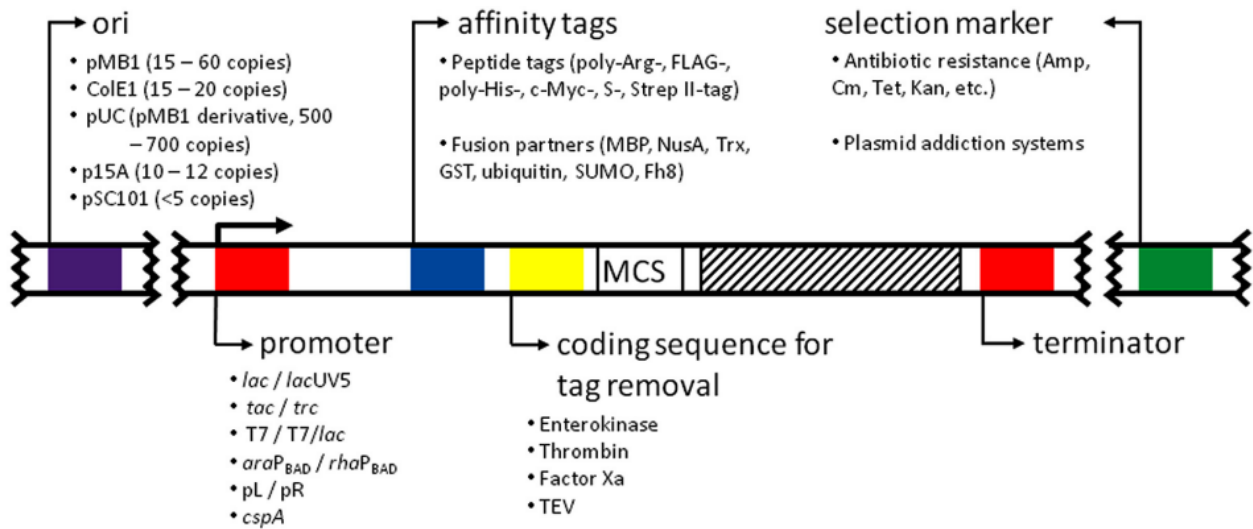 ori
• pMB1 (15 – 60 copies)
• ColE1 (15 – 20 copies)
• pUC (pMB1 derivative, 500
– 700 copies)
• p15A (10 – 12 copies)
• pSC101 (<5 copies)
affinity tags
• Peptide tags (poly-Arg-, FLAG-,
poly-His-, c-Myc-, S-, Strep II-tag)
• Fusion partners (MBP, NusA, Trx,
GST, ubiquitin, SUMO, Fh8)
selection marker
• Antibiotic resistance (Amp,
Cm, Tet, Kan, etc.)
• Plasmid addiction systems
MCS
promoter
• lac / lacUV5
• tac / trc
• T7 / T7/lac
• araPBAD / rhaPBAD
• pL / pR
• cspA
coding sequence for
tag removal
• Enterokinase
• Thrombin
• Factor Xa
• TEV
terminator